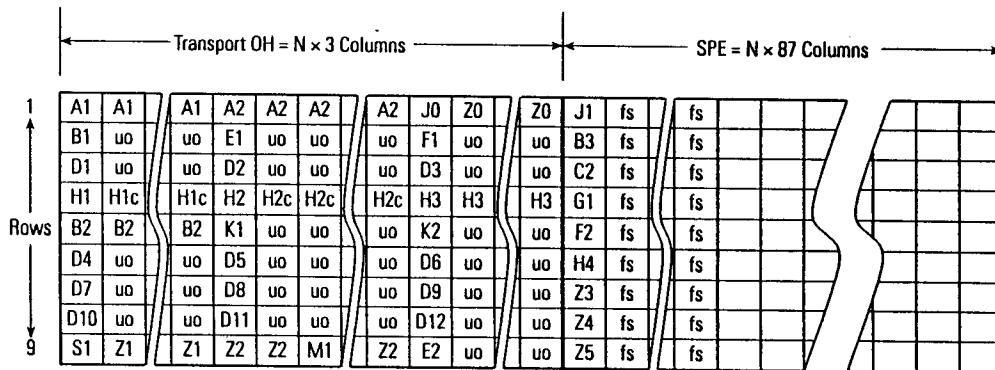 Transport OH = N × 3 Columns SPE = N × 87 Columns
1 A1 A1 A1 A2 A2 A2 A2 J0 Z0 Z0 J1 fs fs
B1 uo uo E1 uo uo uo F1 uo uo B3 fs fs
D1 uo uo D2 uo uo uo D3 uo uo C2 fs fs
H1 H1c H1c H2 H2c H2c H2c H3 H3 H3 G1 fs fs
Rows B2 B2 B2 K1 uo uo uo K2 uo uo F2 fs fs
D4 uo uo D5 uo uo uo D6 uo uo H4 fs fs
D7 uo uo D8 uo uo uo D9 uo uo Z3 fs fs
D10 uo uo D11 uo uo uo D12 uo uo Z4 fs fs
9 S1 Z1 Z1 Z2 Z2 M1 Z2 E2 uo uo Z5 fs fs